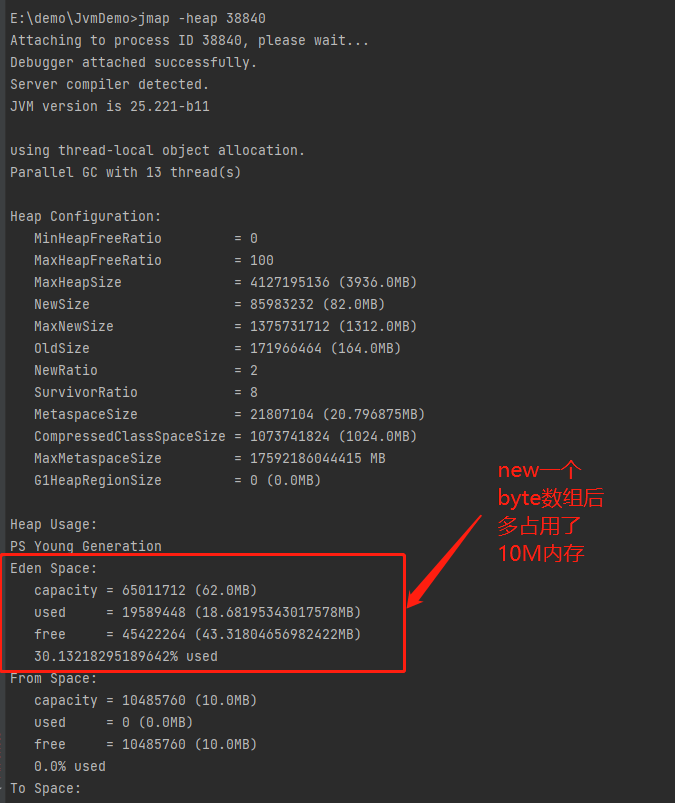 E:\demo\JvmDemo>jmap -heap 38840
Attaching to process ID 38840, please wait...
Debugger attached successfully.
Server compiler detected.
JVM version is 25.221-b11
using thread-local object allocation.
Parallel GC with 13 thread(s)
Heap Configuration:
   MinHeapFreeRatio         = 0
   MaxHeapFreeRatio         = 100
   MaxHeapSize              = 4127195136 (3936.0MB)
   NewSize                  = 85983232 (82.0MB)
   MaxNewSize               = 1375731712 (1312.0MB)
   OldSize                  = 171966464 (164.0MB)
   NewRatio                 = 2
   SurvivorRatio            = 8
   MetaspaceSize            = 21807104 (20.796875MB)
   CompressedClassSpaceSize = 1073741824 (1024.0MB)
   MaxMetaspaceSize         = 17592186044415 MB
   G1HeapRegionSize         = 0 (0.0MB)
Heap Usage:
PS Young Generation
Eden Space:
   capacity = 65011712 (62.0MB)
   used     = 19589448 (18.68195343017578MB)
   free     = 45422264 (43.31804656982422MB)
   30.13218295189642% used
From Space:
   capacity = 10485760 (10.0MB)
   used     = 0 (0.0MB)
   free     = 10485760 (10.0MB)
   0.0% used
To Space:
new一个
byte数组后
多占用了
10M内存